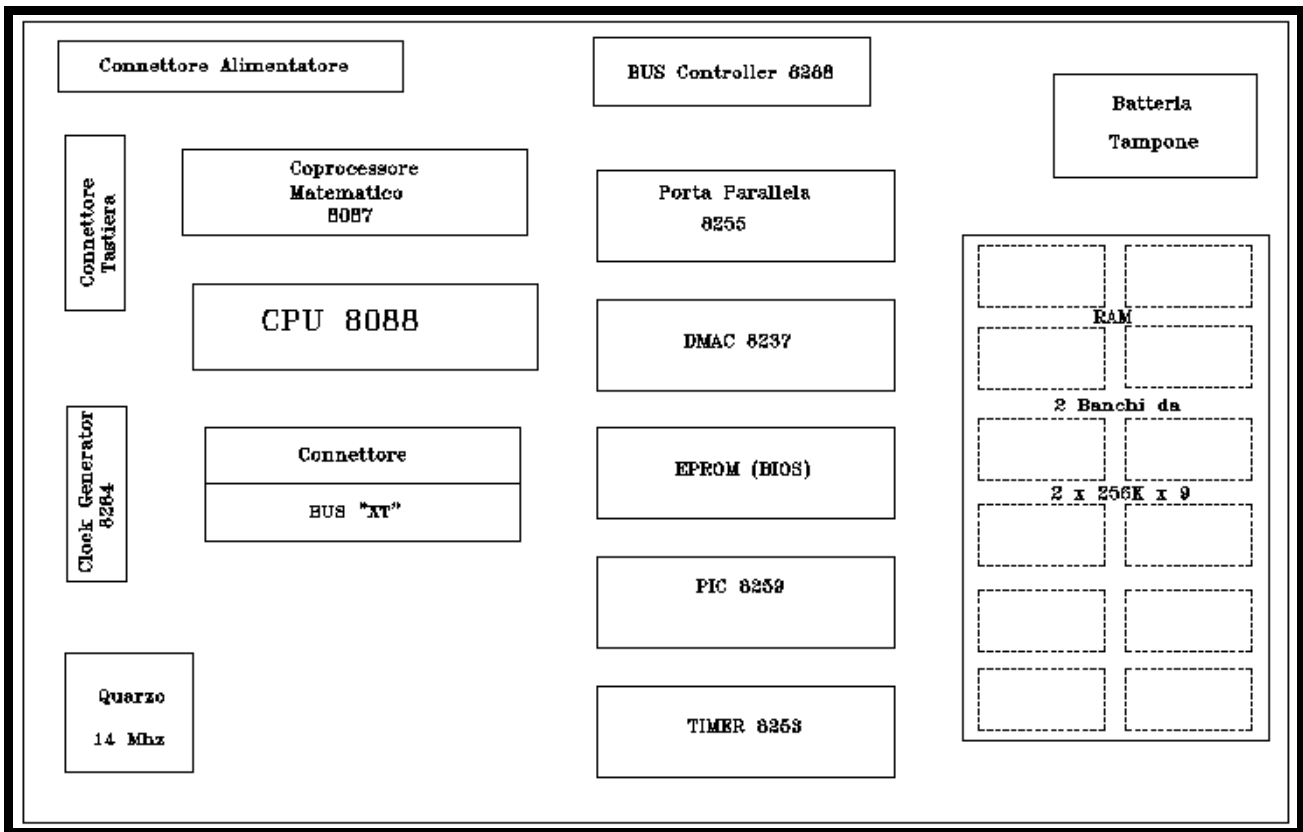 Connettore Alimentatore
BUS Controller 8288
Batteria
Tampone
Connettore
Tastiera
Coprocessore
Matematico
8087
Porta Parallela
8255
CPU 8088
DMAC 8237
RAM
2 Banchi da
2 x 256K x 9
Clock Generator
8284
Connettore
BUS "XT"
EPROM (BIOS)
PIC 8259
Quarzo
14 Mhz
TIMER 8253